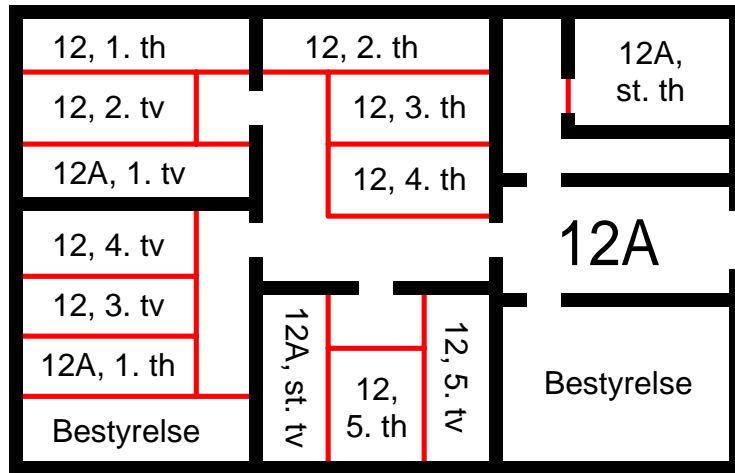 12, 1. th
12, 2. tv
12A, 1. tv
12, 4. tv
12, 3. tv
12A, 1. th
Bestyrelse
12, 2. th
12, 3. th
12, 4. th
12A, st. tv
12,
5. th
12, 5. tv
12A,
st. th
12A
Bestyrelse